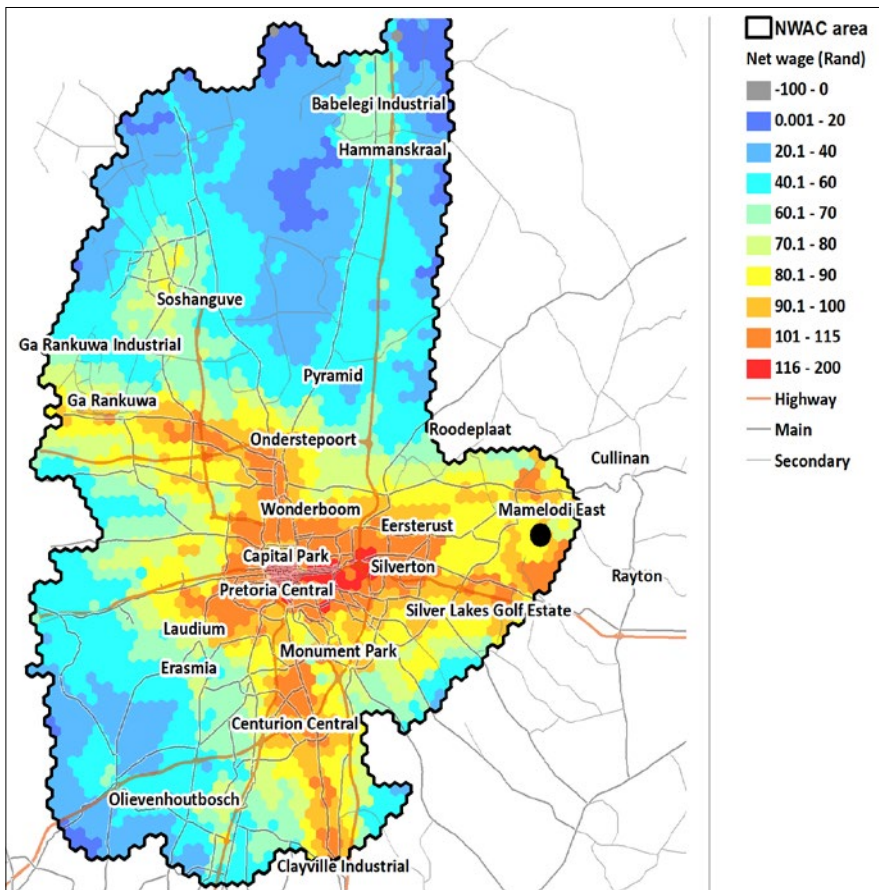 NWAC area
Net wage (Rand)
-100 - 0
0.001 - 20
20.1 - 40
40.1 - 60
60.1 - 70
70.1 - 80
80.1 - 90
90.1 - 100
101 - 115
116 - 200
Highway
Main
Secondary
Babelegi Industrial
Hammanskraal
Soshanguve
Ga Rankuwa Industrial
Pyramid
Ga Rankuwa
Roodeplaat
Onderstepoort
Cullinan
Wonderboom
Mamelodi East
Eersterust
Capital Park
Silverton
Rayton
Pretoria Central
Silver Lakes Golf Estate
Laudium
Monument Park
Erasmia
Centurion Central
Olievenhoutbosch
Clayville Industrial